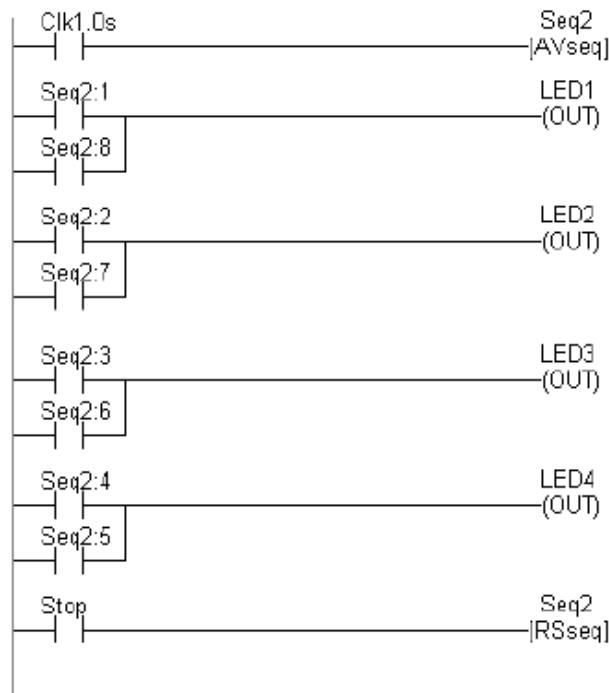 Clk1.0s Seq2
[AVseq]
Seq2:1 LED1
(OUT)
Seq2:8
Seq2:2 LED2
(OUT)
Seq2:7
Seq2:3 LED3
(OUT)
Seq2:6
Seq2:4 LED4
(OUT)
Seq2:5
Stop Seq2
[RSseq]